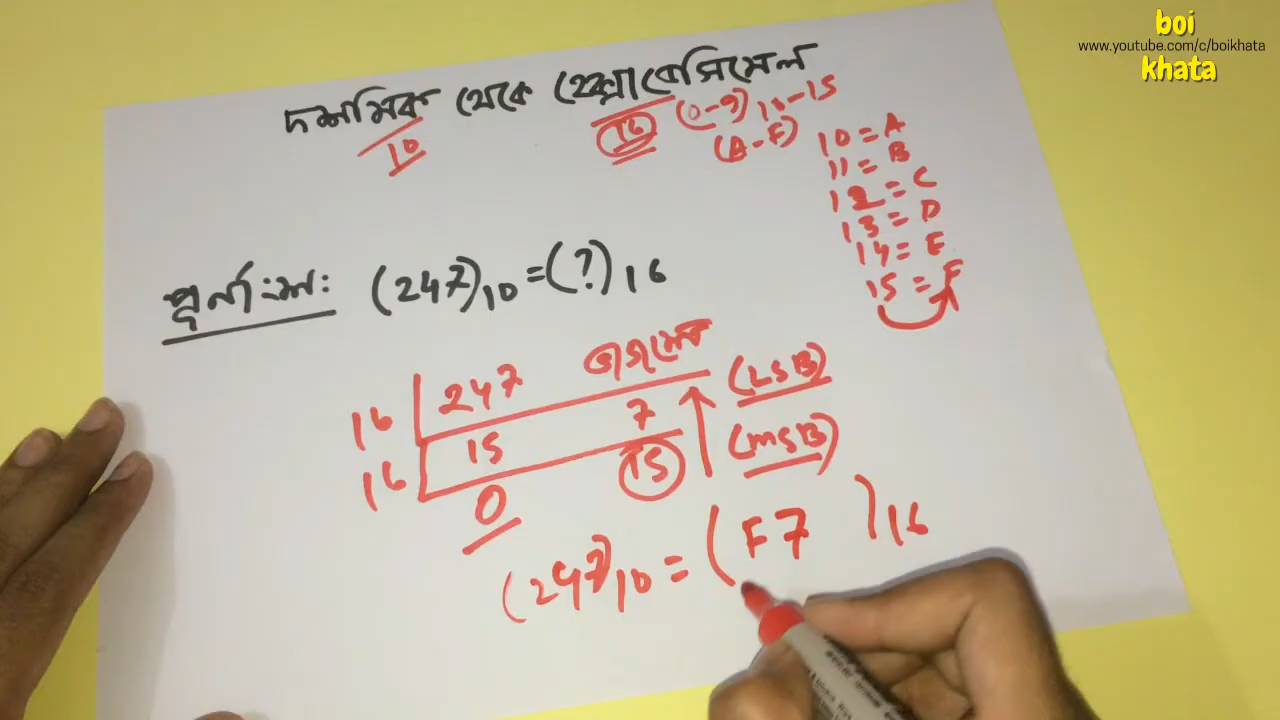 boi
www.youtube.com/c/boikhata
khata
দশমিক থেকে হেক্সাডেসিমেল
10
(16) (0-9) 10-15
(A-F)
10 = A
11 = B
12 = C
13 = D
14 = E
15 = F
পূর্ণাংশ: (247)10 = (?)16
16 247 ভাগশেষ
16 15 7 (LSB)
0 15 (MSB)
(247)10 = (F7 )16